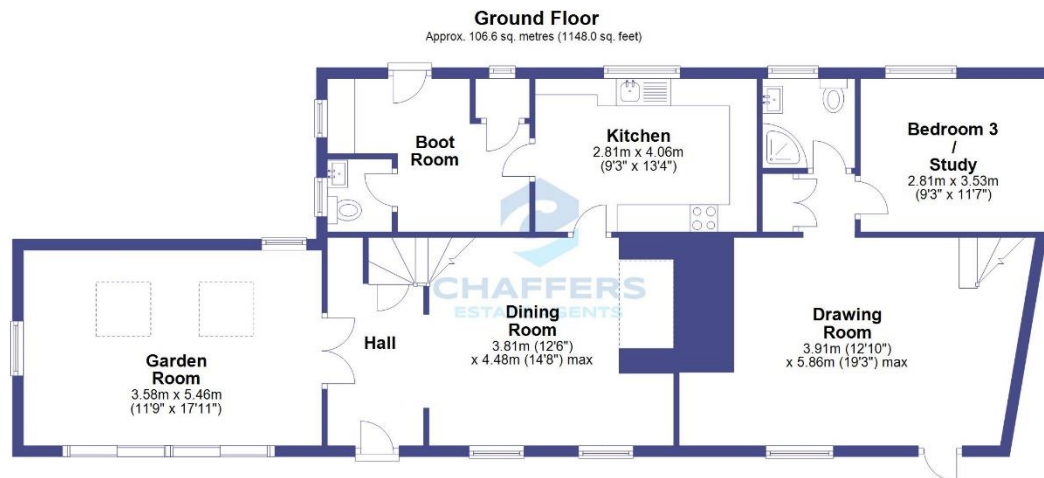 Ground Floor
Approx. 106.6 sq. metres (1148.0 sq. feet)
Boot
Room
Kitchen
2.81m x 4.06m
(9'3" x 13'4")
Bedroom 3
/
Study
2.81m x 3.53m
(9'3" x 11'7")
CHAFFERS
ESTATE AGENTS
Garden
Room
3.58m x 5.46m
(11'9" x 17'11")
Hall
Dining
Room
3.81m (12'6")
x 4.48m (14'8") max
Drawing
Room
3.91m (12'10")
x 5.86m (19'3") max